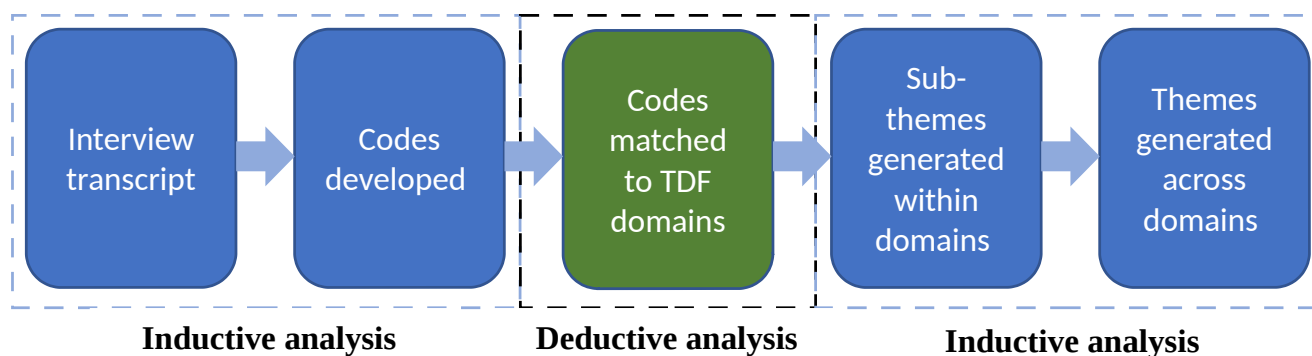 Interview
transcript
Codes
developed
Codes
matched
to TDF
domains
Sub-
themes
generated
within
domains
Themes
generated
across
domains
Inductive analysis
Deductive analysis
Inductive analysis